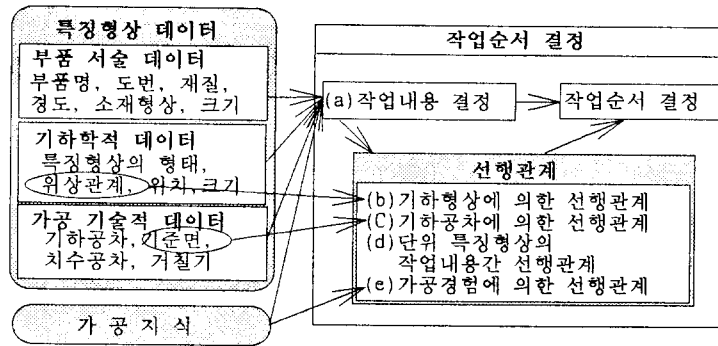 특징형상 데이터
부품 서술 데이터
부품명, 도번, 재질,
경도, 소재형상, 크기
기하학적 데이터
특징형상의 형태,
위상관계, 위치, 크기
가공 기술적 데이터
기하공차, 기준면,
치수공차, 거칠기
가 공 지 식
작업순서 결정
(a)작업내용 결정
작업순서 결정
선행관계
(b)기하형상에 의한 선행관계
(C)기하공차에 의한 선행관계
(d)단위 특징형상의
작업내용간 선행관계
(e)가공경험에 의한 선행관계